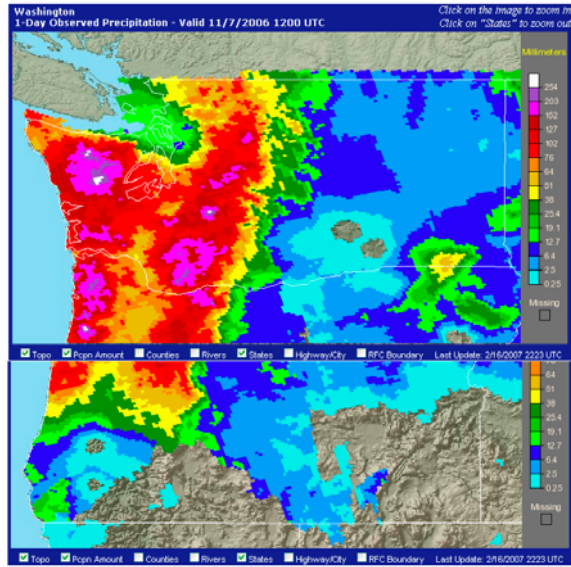 Washington
1-Day Observed Precipitation - Valid 11/7/2006 1200 UTC
Click on the image to zoom in
Click on "States" to zoom out
Millimeters
254
203
152
127
102
76
64
51
38
25.4
19.1
12.7
6.4
2.5
0.25
Missing
Topo Pcpn Amount Counties Rivers States Highway/City RFC Boundary Last Update: 2/16/2007 2223 UTC
64
51
38
25.4
19.1
12.7
6.4
2.5
0.25
Missing
Topo Pcpn Amount Counties Rivers States Highway/City RFC Boundary Last Update: 2/16/2007 2223 UTC